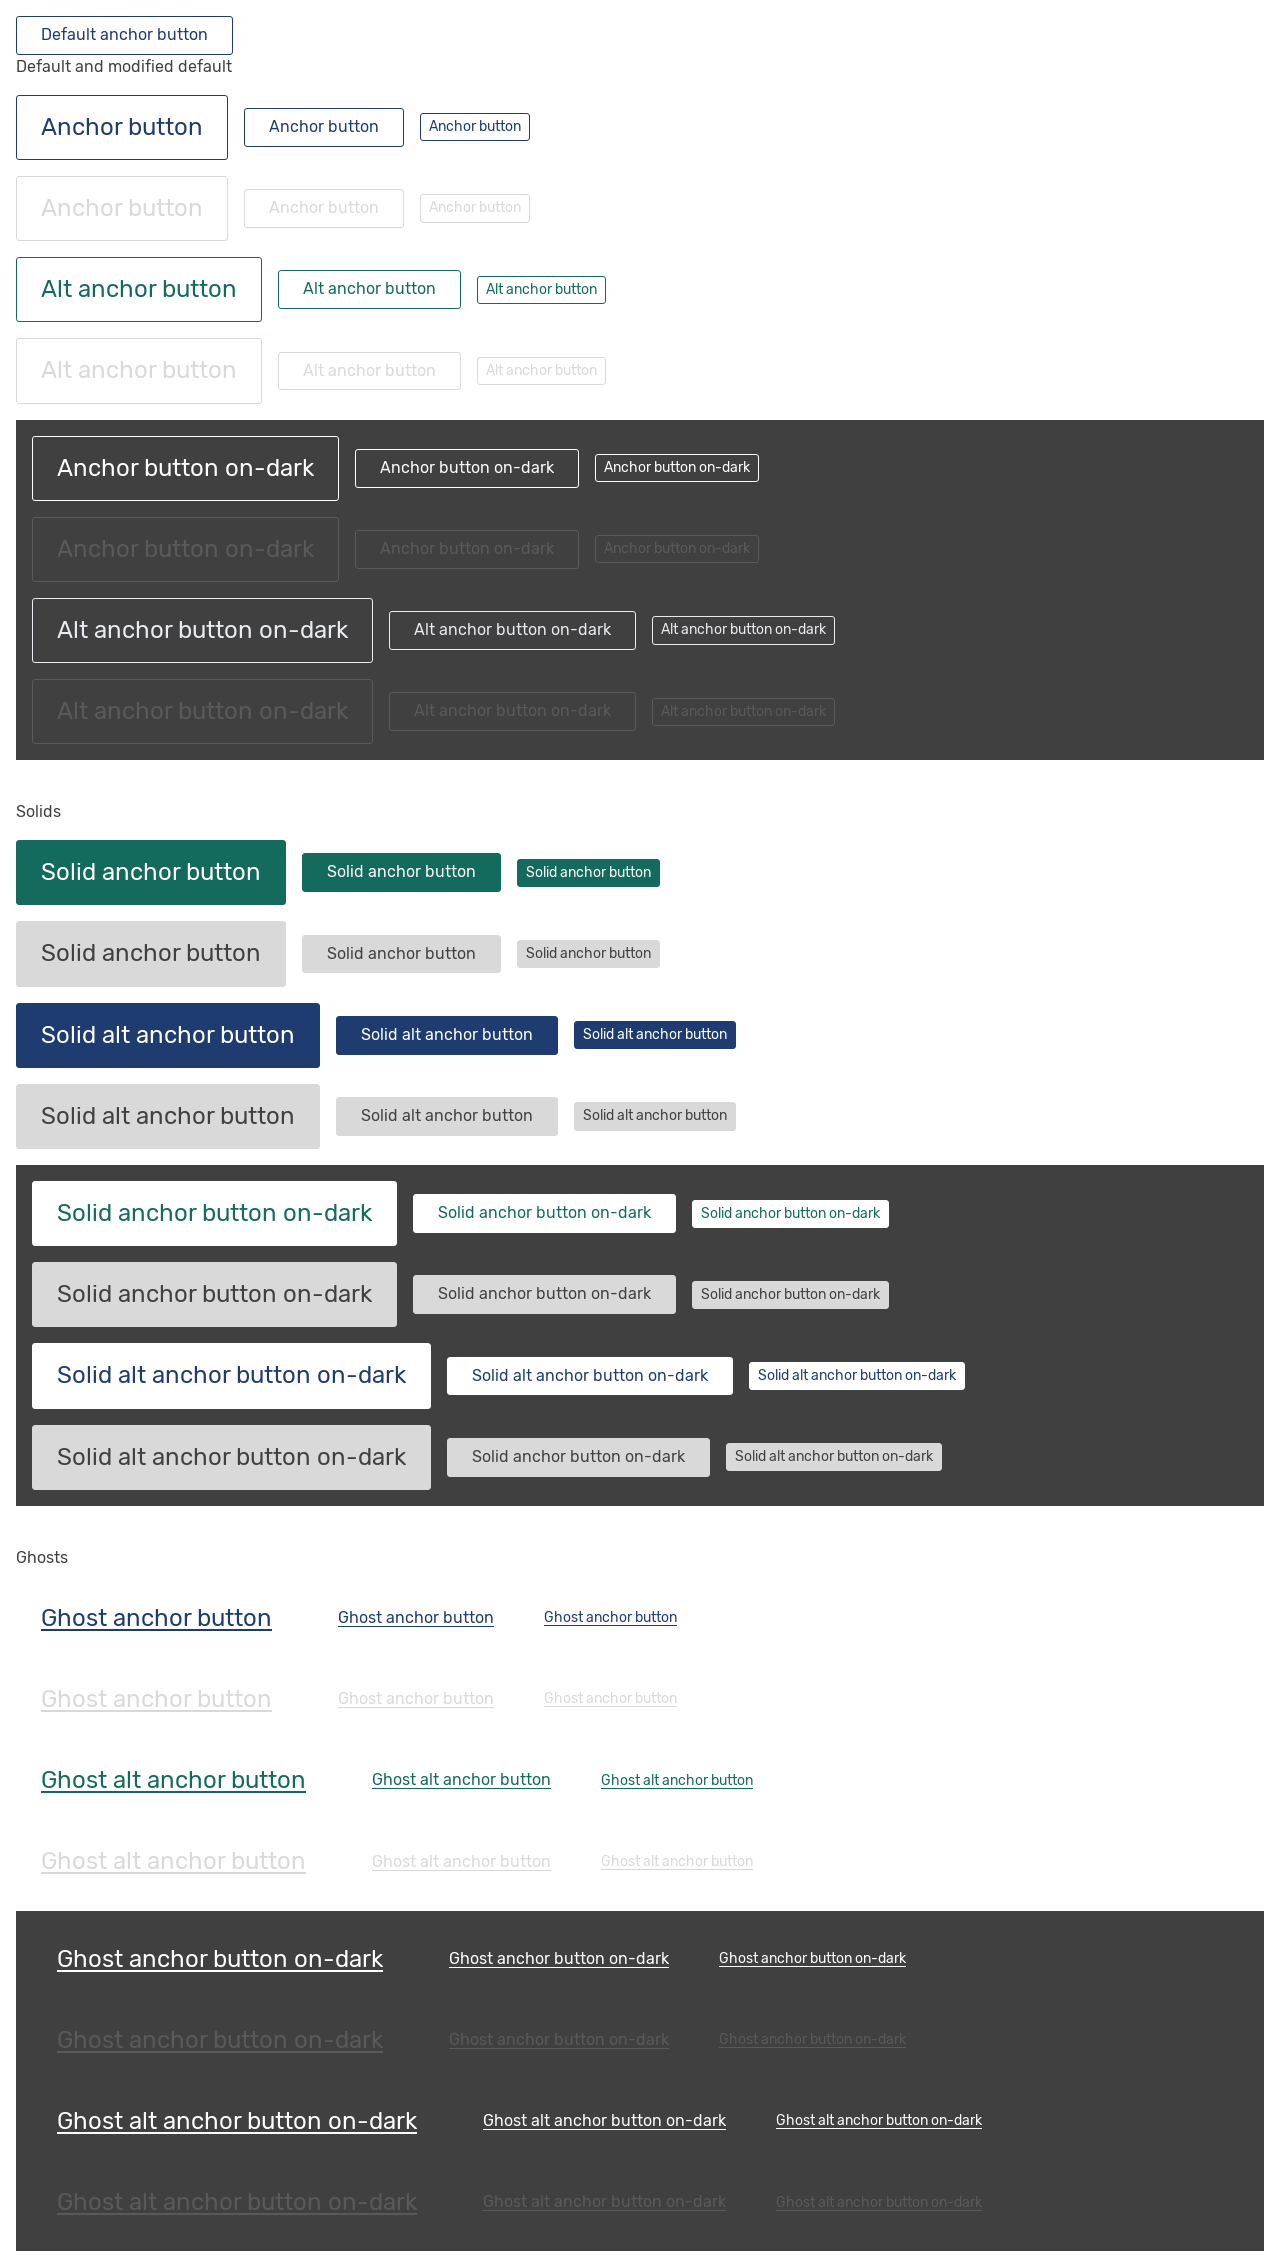 Default anchor button
Default and modified default
Anchor button Anchor button Anchor button
Anchor button Anchor button Anchor button
Alt anchor button Alt anchor button Alt anchor button
Alt anchor button Alt anchor button Alt anchor button
Anchor button on-dark Anchor button on-dark Anchor button on-dark
Anchor button on-dark Anchor button on-dark Anchor button on-dark
Alt anchor button on-dark Alt anchor button on-dark Alt anchor button on-dark
Alt anchor button on-dark Alt anchor button on-dark Alt anchor button on-dark
Solids
Solid anchor button Solid anchor button Solid anchor button
Solid anchor button Solid anchor button Solid anchor button
Solid alt anchor button Solid alt anchor button Solid alt anchor button
Solid alt anchor button Solid alt anchor button Solid alt anchor button
Solid anchor button on-dark Solid anchor button on-dark Solid anchor button on-dark
Solid anchor button on-dark Solid anchor button on-dark Solid anchor button on-dark
Solid alt anchor button on-dark Solid alt anchor button on-dark Solid alt anchor button on-dark
Solid alt anchor button on-dark Solid anchor button on-dark Solid alt anchor button on-dark
Ghosts
Ghost anchor button Ghost anchor button Ghost anchor button
Ghost anchor button Ghost anchor button Ghost anchor button
Ghost alt anchor button Ghost alt anchor button Ghost alt anchor button
Ghost alt anchor button Ghost alt anchor button Ghost alt anchor button
Ghost anchor button on-dark Ghost anchor button on-dark Ghost anchor button on-dark
Ghost anchor button on-dark Ghost anchor button on-dark Ghost anchor button on-dark
Ghost alt anchor button on-dark Ghost alt anchor button on-dark Ghost alt anchor button on-dark
Ghost alt anchor button on-dark Ghost alt anchor button on-dark Ghost alt anchor button on-dark